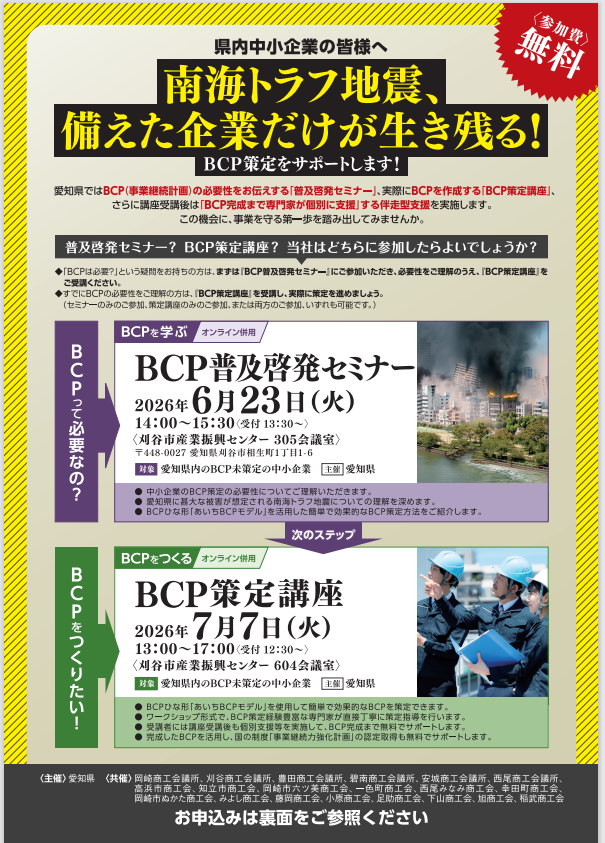 〈参加費〉
無料
県内中小企業の皆様へ
南海トラフ地震、
備えた企業だけが生き残る！
BCP策定をサポートします！
愛知県ではBCP（事業継続計画）の必要性をお伝えする「普及啓発セミナー」、実際にBCPを作成する「BCP策定講座」、
さらに講座受講後は「BCP完成まで専門家が個別に支援」する伴走型支援を実施します。
この機会に、事業を守る第一歩を踏み出してみませんか。
普及啓発セミナー？ BCP策定講座？ 当社はどちらに参加したらよいでしょうか？
◆「BCPは必要？」という疑問をお持ちの方は、まずは『BCP普及啓発セミナー』にご参加いただき、必要性をご理解のうえ、『BCP策定講座』を
ご受講ください。
◆すでにBCPの必要性をご理解の方は、『BCP策定講座』を受講し、実際に策定を進めましょう。
（セミナーのみのご参加、策定講座のみのご参加、または両方のご参加、いずれも可能です。）
BCPって必要なの？
BCPを学ぶ オンライン併用
BCP普及啓発セミナー
2026年6月23日（火）
14：00～15：30〈受付 13：30～〉
〈刈谷市産業振興センター 305会議室〉
〒448-0027 愛知県刈谷市相生町1丁目1-6
対象 愛知県内のBCP未策定の中小企業 主催 愛知県
● 中小企業のBCP策定の必要性についてご理解いただきます。
● 愛知県に甚大な被害が想定される南海トラフ地震についての理解を深めます。
● BCPひな形「あいちBCPモデル」を活用した簡単で効果的なBCP策定方法をご紹介します。
次のステップ
BCPをつくりたい！
BCPをつくる オンライン併用
BCP策定講座
2026年7月7日（火）
13：00～17：00〈受付 12：30～〉
〈刈谷市産業振興センター 604会議室〉
対象 愛知県内のBCP未策定の中小企業 主催 愛知県
● BCPひな形「あいちBCPモデル」を使用して簡単で効果的なBCPを策定できます。
● ワークショップ形式で、BCP策定経験豊富な専門家が直接丁寧に策定指導を行います。
● 受講者には講座受講後も個別支援等を実施して、BCP完成まで無料でサポートします。
● 完成したBCPを活用し、国の制度「事業継続力強化計画」の認定取得も無料でサポートします。
〈主催〉愛知県 〈共催〉岡崎商工会議所、刈谷商工会議所、豊田商工会議所、碧南商工会議所、安城商工会議所、西尾商工会議所、
高浜市商工会、知立市商工会、岡崎市六ツ美商工会、一色町商工会、西尾みなみ商工会、幸田町商工会、
岡崎市ぬかた商工会、みよし商工会、藤岡商工会、小原商工会、足助商工会、下山商工会、旭商工会、稲武商工会
お申込みは裏面をご参照ください